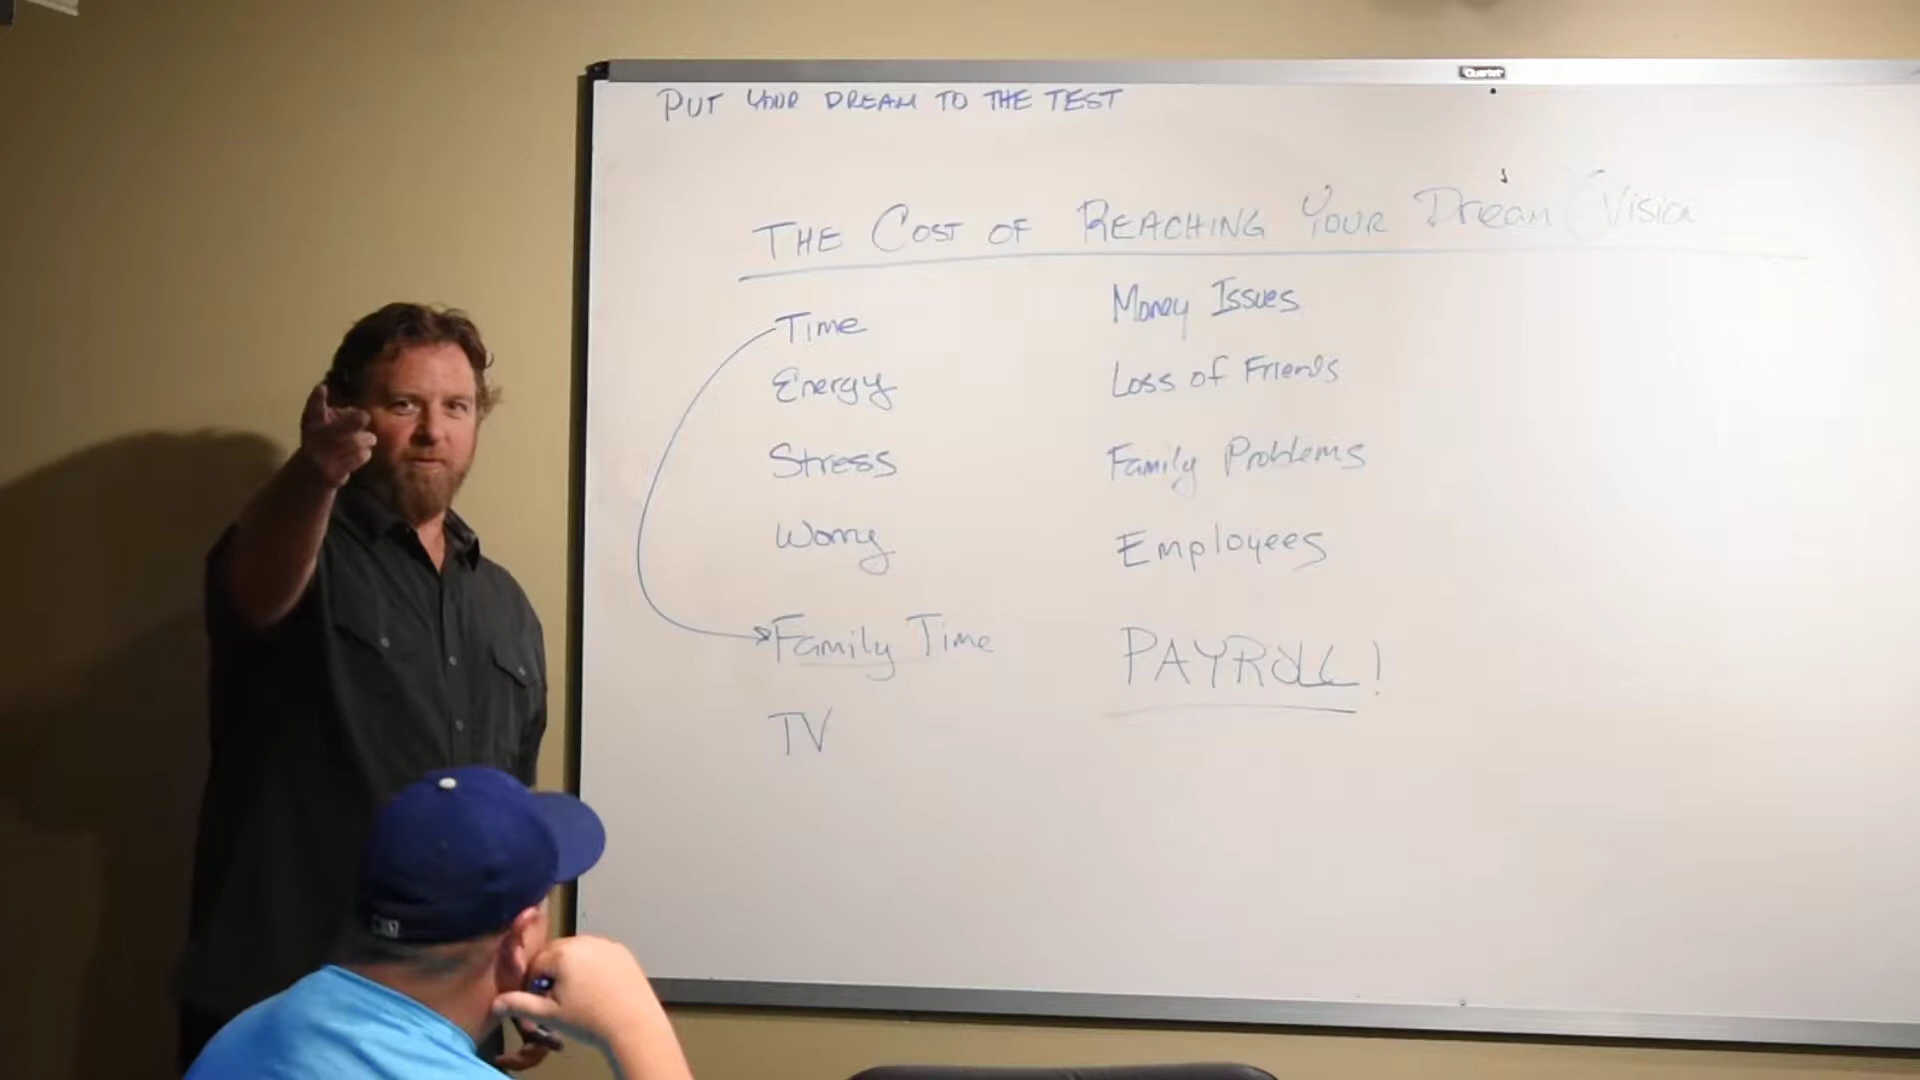 Quartet
PUT YOUR DREAM TO THE TEST
THE COST OF REACHING YOUR Dream & Vision
Time
Energy
Stress
Worry
Family Time
TV
Money Issues
Loss of Friends
Family Problems
Employees
PAYROLL!